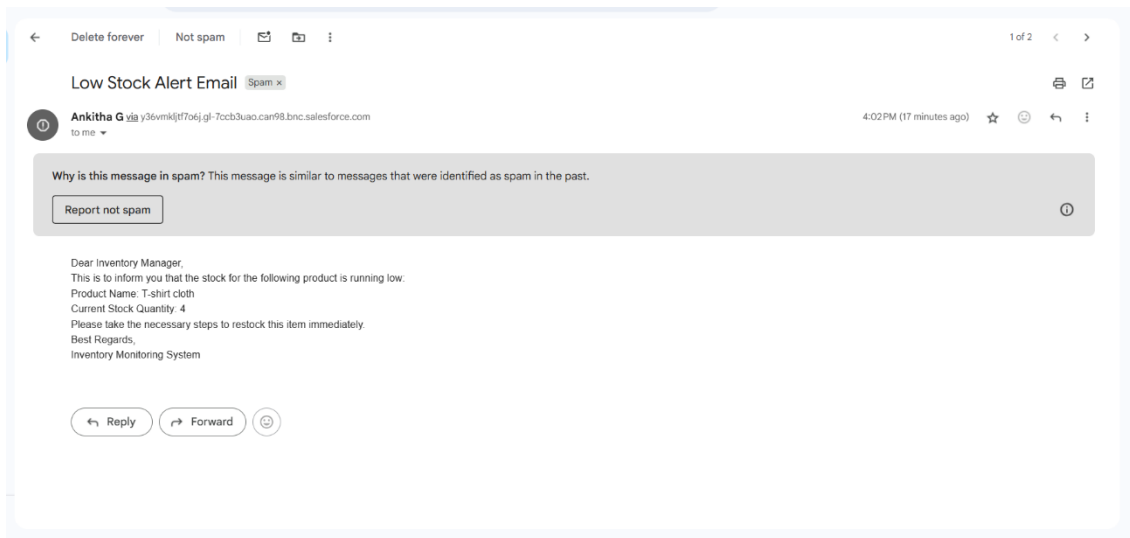 Delete forever Not spam 1 of 2
Low Stock Alert Email Spam ×
Ankitha G via y36vmkljtf7o6j.gl-7ccb3uao.can98.bnc.salesforce.com 4:02 PM (17 minutes ago)
to me
Why is this message in spam? This message is similar to messages that were identified as spam in the past.
Report not spam
Dear Inventory Manager,
This is to inform you that the stock for the following product is running low:
Product Name: T-shirt cloth
Current Stock Quantity: 4
Please take the necessary steps to restock this item immediately.
Best Regards,
Inventory Monitoring System
Reply Forward